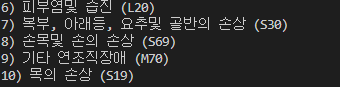 6) 피부염및 습진 (L20)
7) 복부, 아래등, 요추및 골반의 손상 (S30)
8) 손목및 손의 손상 (S69)
9) 기타 연조직장애 (M70)
10) 목의 손상 (S19)